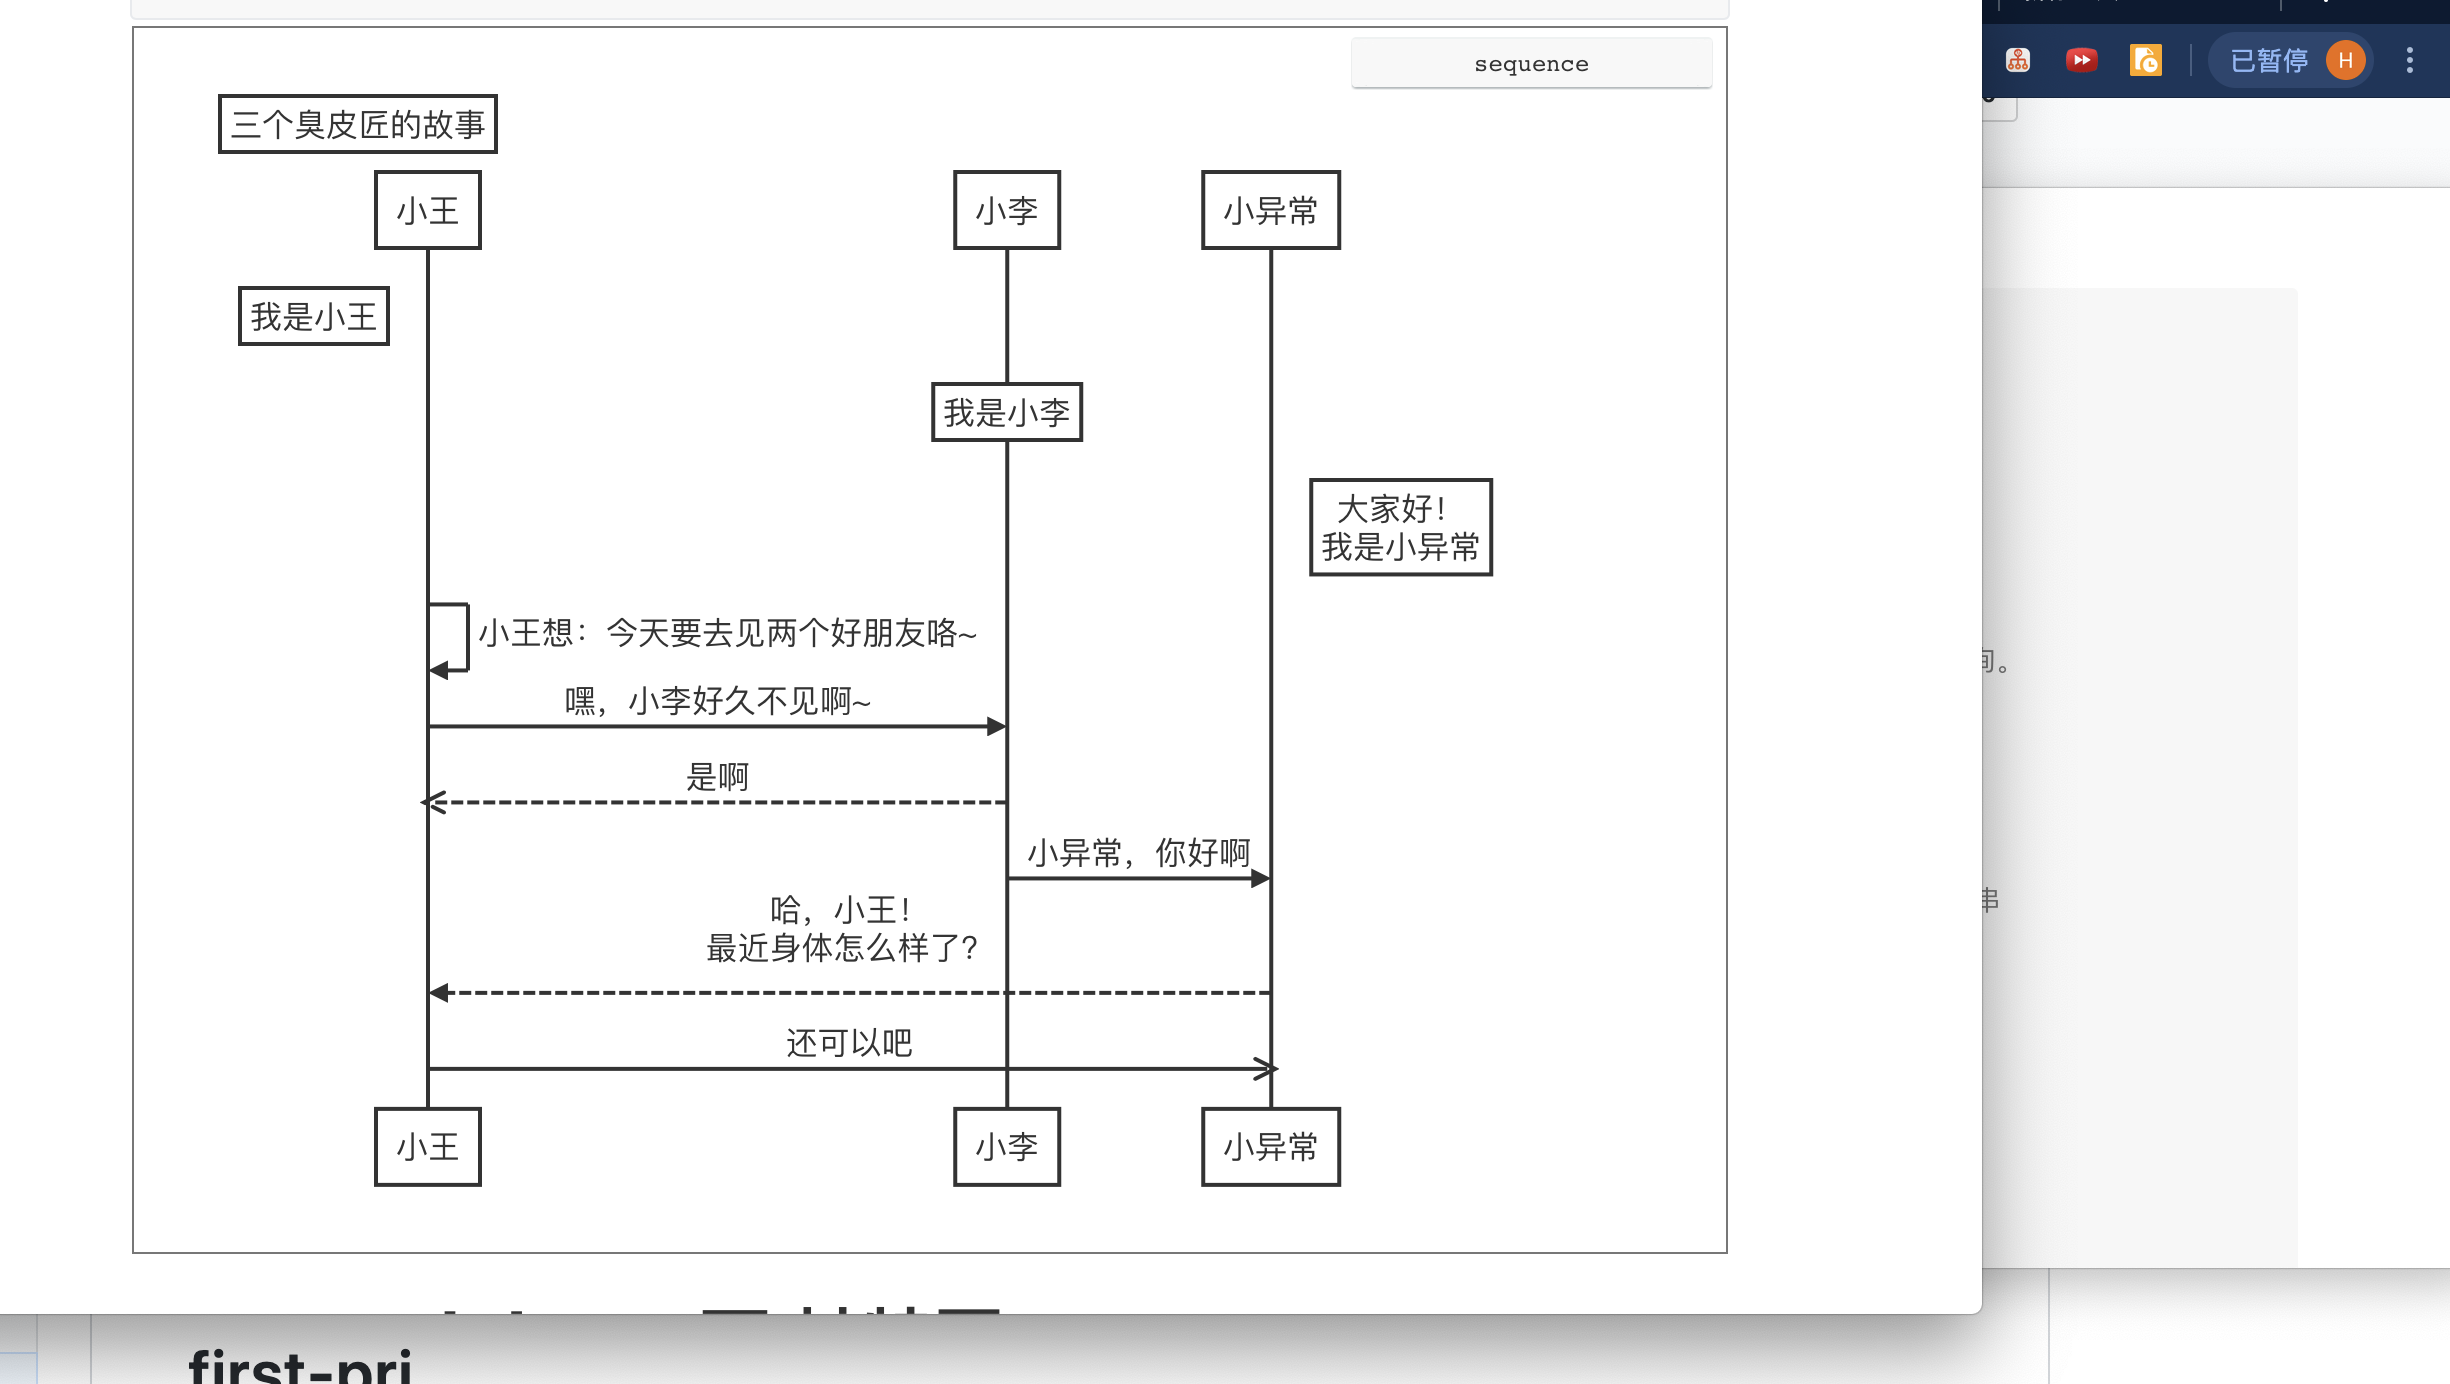 sequence
已暂停
H
三个臭皮匠的故事
小王
小李
小异常
我是小王
我是小李
大家好！
我是小异常
小王想：今天要去见两个好朋友咯~
嘿，小李好久不见啊~
是啊
小异常，你好啊
哈，小王！
最近身体怎么样了？
还可以吧
小王
小李
小异常
first-pri